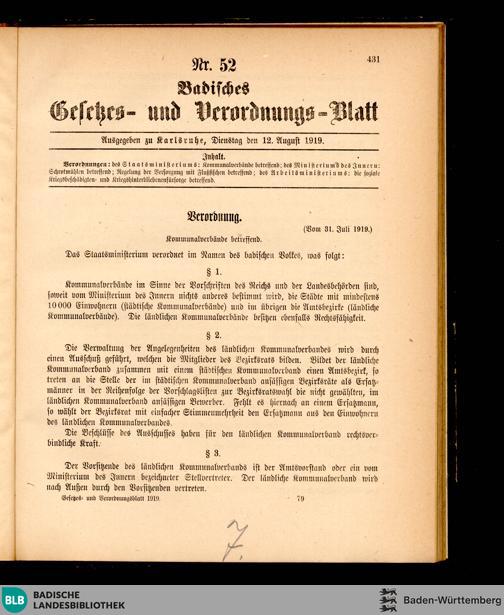 431
Nr. 52
Badisches
Gesetzes- und Verordnungs-Blatt
Ausgegeben zu Karlsruhe, Dienstag den 12. August 1919.
Inhalt.
Verordnungen: des Staatsministeriums: Kommunalverbände betreffend; des Ministeriums des Innern:
Schrotmühlen betreffend; Regelung der Versorgung mit Flußfischen betreffend; des Arbeitsministeriums: die soziale
Kriegsbeschädigten- und Kriegshinterbliebenenfürsorge betreffend.
Verordnung.
(Vom 31. Juli 1919.)
Kommunalverbände betreffend.
Das Staatsministerium verordnet im Namen des badischen Volkes, was folgt:
§ 1.
Kommunalverbände im Sinne der Vorschriften des Reichs und der Landesbehörden sind,
soweit vom Ministerium des Innern nichts anderes bestimmt wird, die Städte mit mindestens
10 000 Einwohnern (städtische Kommunalverbände) und im übrigen die Amtsbezirke (ländliche
Kommunalverbände). Die ländlichen Kommunalverbände besitzen ebenfalls Rechtsfähigkeit.
§ 2.
Die Verwaltung der Angelegenheiten des ländlichen Kommunalverbandes wird durch
einen Ausschuß geführt, welchen die Mitglieder des Bezirksrats bilden. Bildet der ländliche
Kommunalverband zusammen mit einem städtischen Kommunalverband einen Amtsbezirk, so
treten an die Stelle der im städtischen Kommunalverband ansässigen Bezirksräte als Ersatz-
männer in der Reihenfolge der Vorschlagslisten zur Bezirksratswahl die nicht gewählten, im
ländlichen Kommunalverband ansässigen Bewerber. Fehlt es hiernach an einem Ersatzmann,
so wählt der Bezirksrat mit einfacher Stimmenmehrheit den Ersatzmann aus den Einwohnern
des ländlichen Kommunalverbandes.
Die Beschlüsse des Ausschusses haben für den ländlichen Kommunalverband rechtsver-
bindliche Kraft.
§ 3.
Der Vorsitzende des ländlichen Kommunalverbands ist der Amtsvorstand oder ein vom
Ministerium des Innern bezeichneter Stellvertreter. Der ländliche Kommunalverband wird
nach Außen durch den Vorsitzenden vertreten.
Gesetzes- und Verordnungsblatt 1919. 79
7.
BLB BADISCHE
LANDESBIBLIOTHEK
Baden-Württemberg